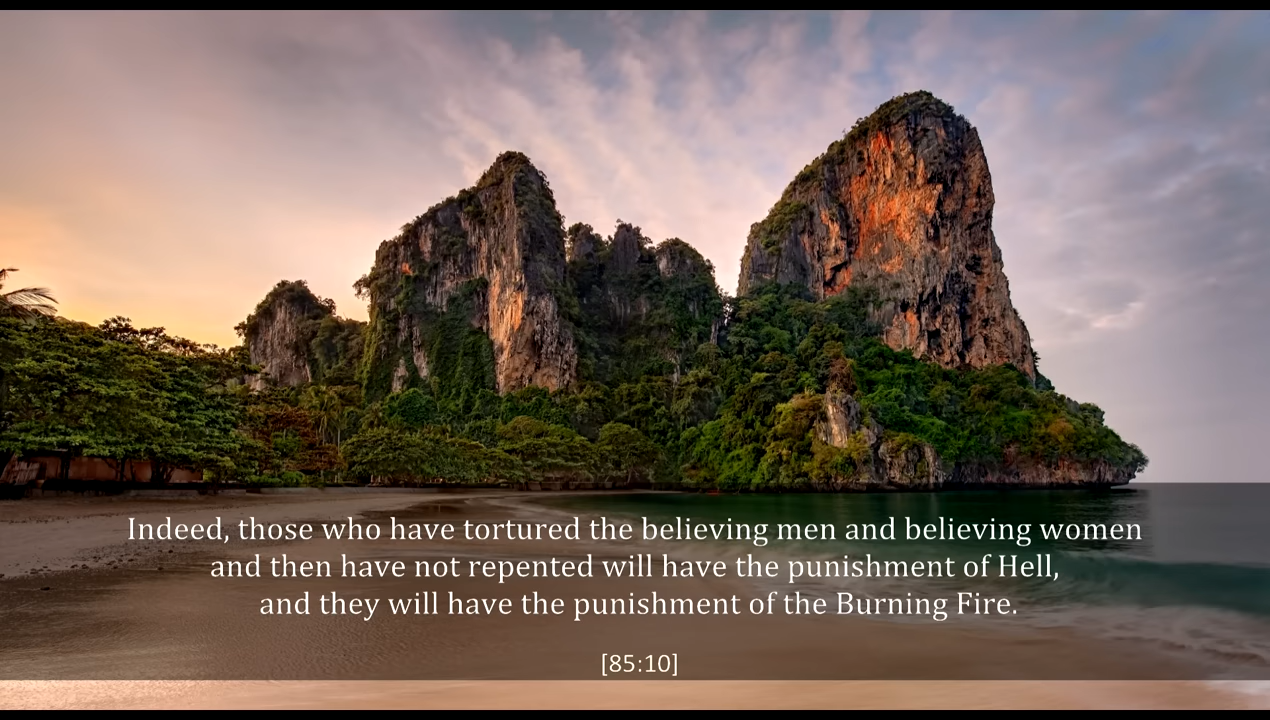 Indeed, those who have tortured the believing men and believing women
and then have not repented will have the punishment of Hell,
and they will have the punishment of the Burning Fire.
[85:10]